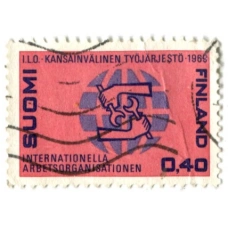 I.L.O. • KANSAINVÄLINEN TYÖJÄRJESTÖ • 1969
SUOMI
FINLAND
INTERNATIONELLA
ARBETSORGANISATIONEN
0,40